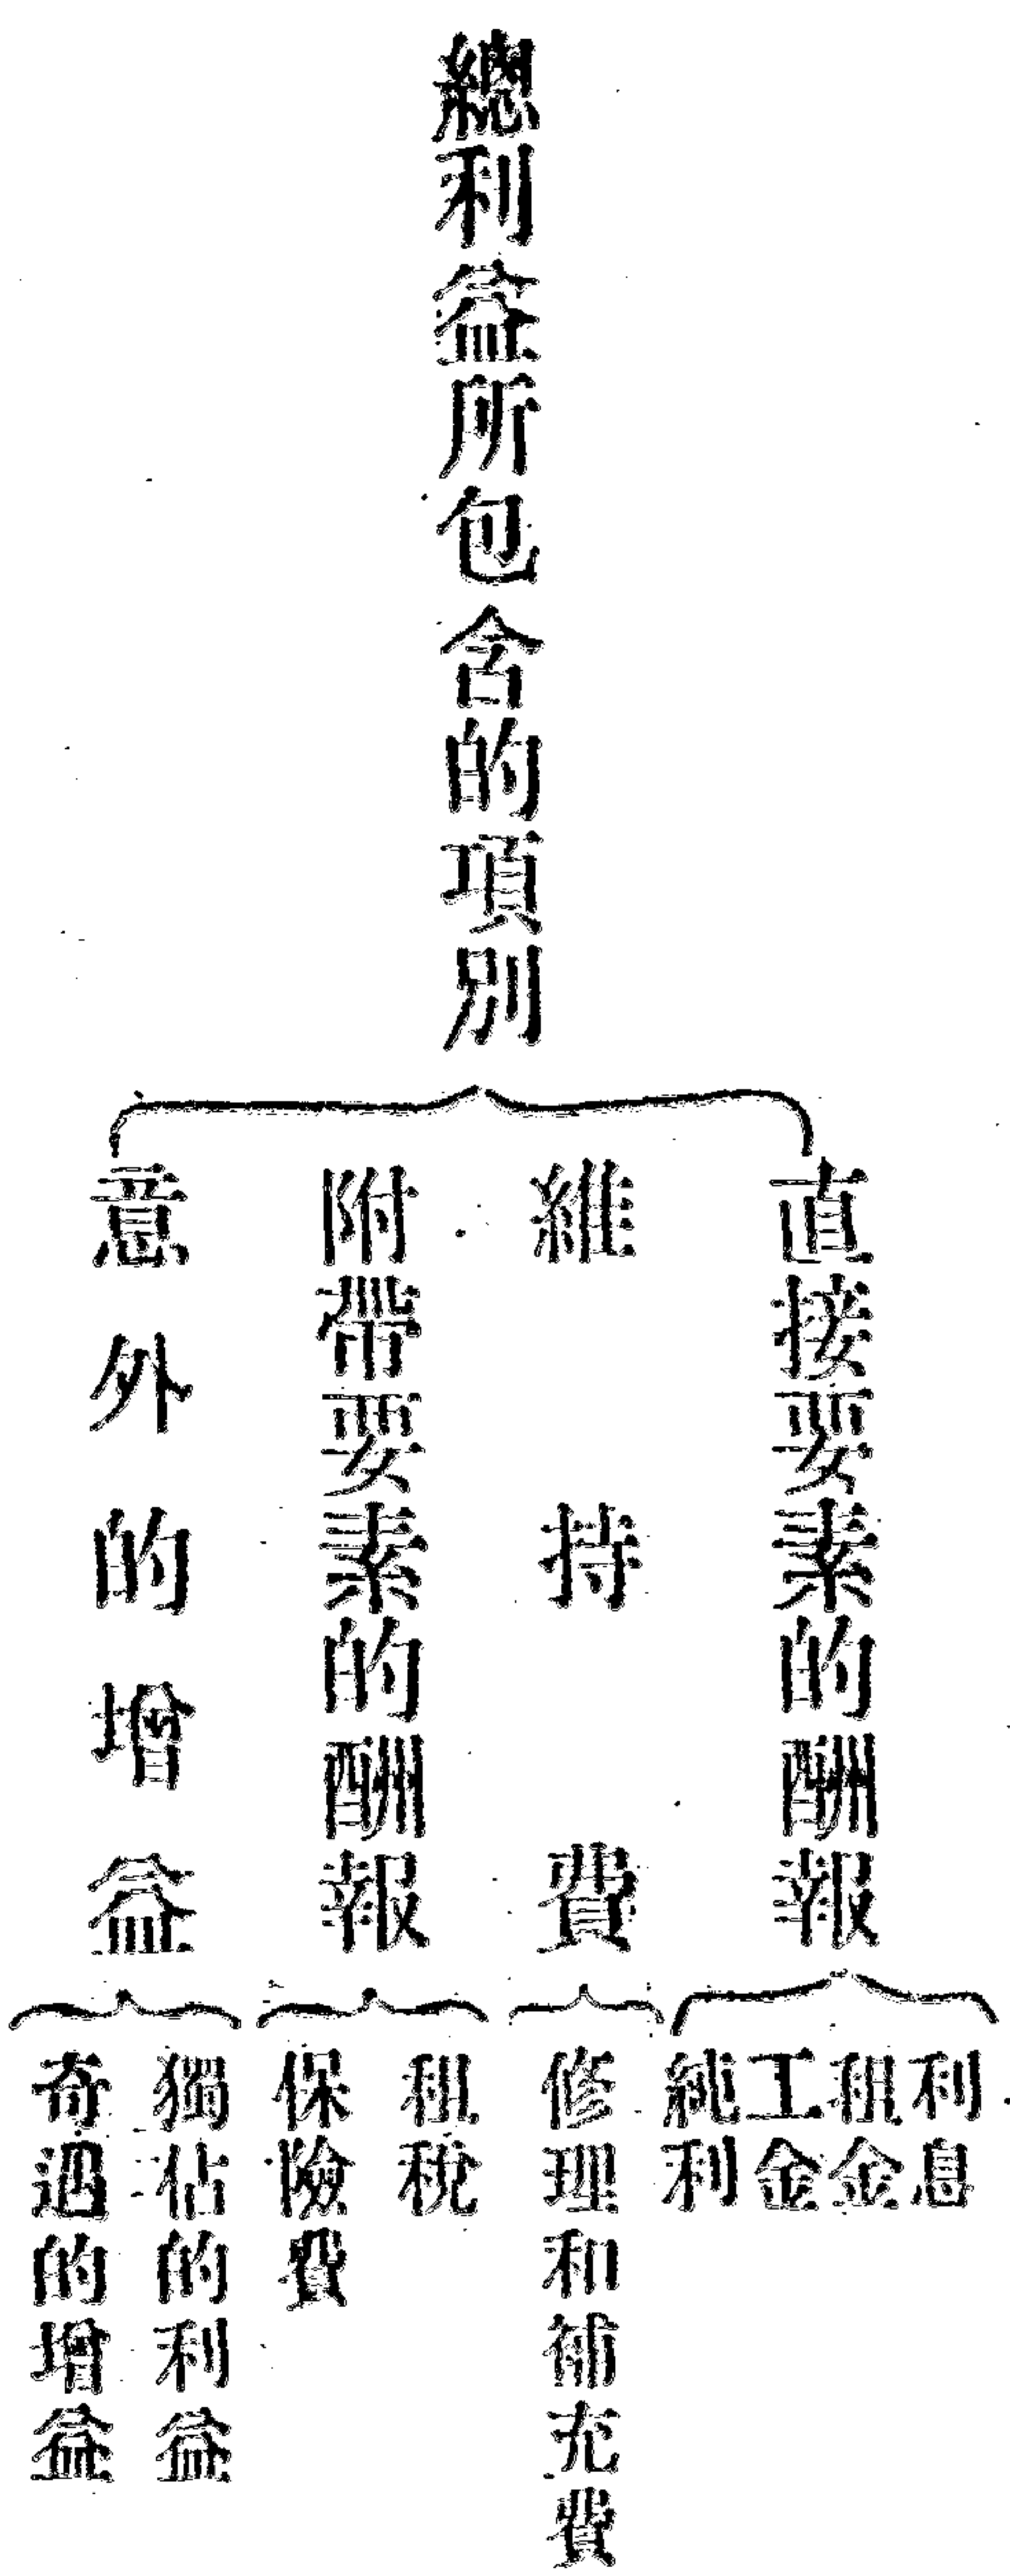 總利益所包含的項別
直接要素的酬報
利息
租金
工金
純利
維持費
修理和補充費
附帶要素的酬報
租稅
保險費
意外的增益
獨佔的利益
奇遇的增益